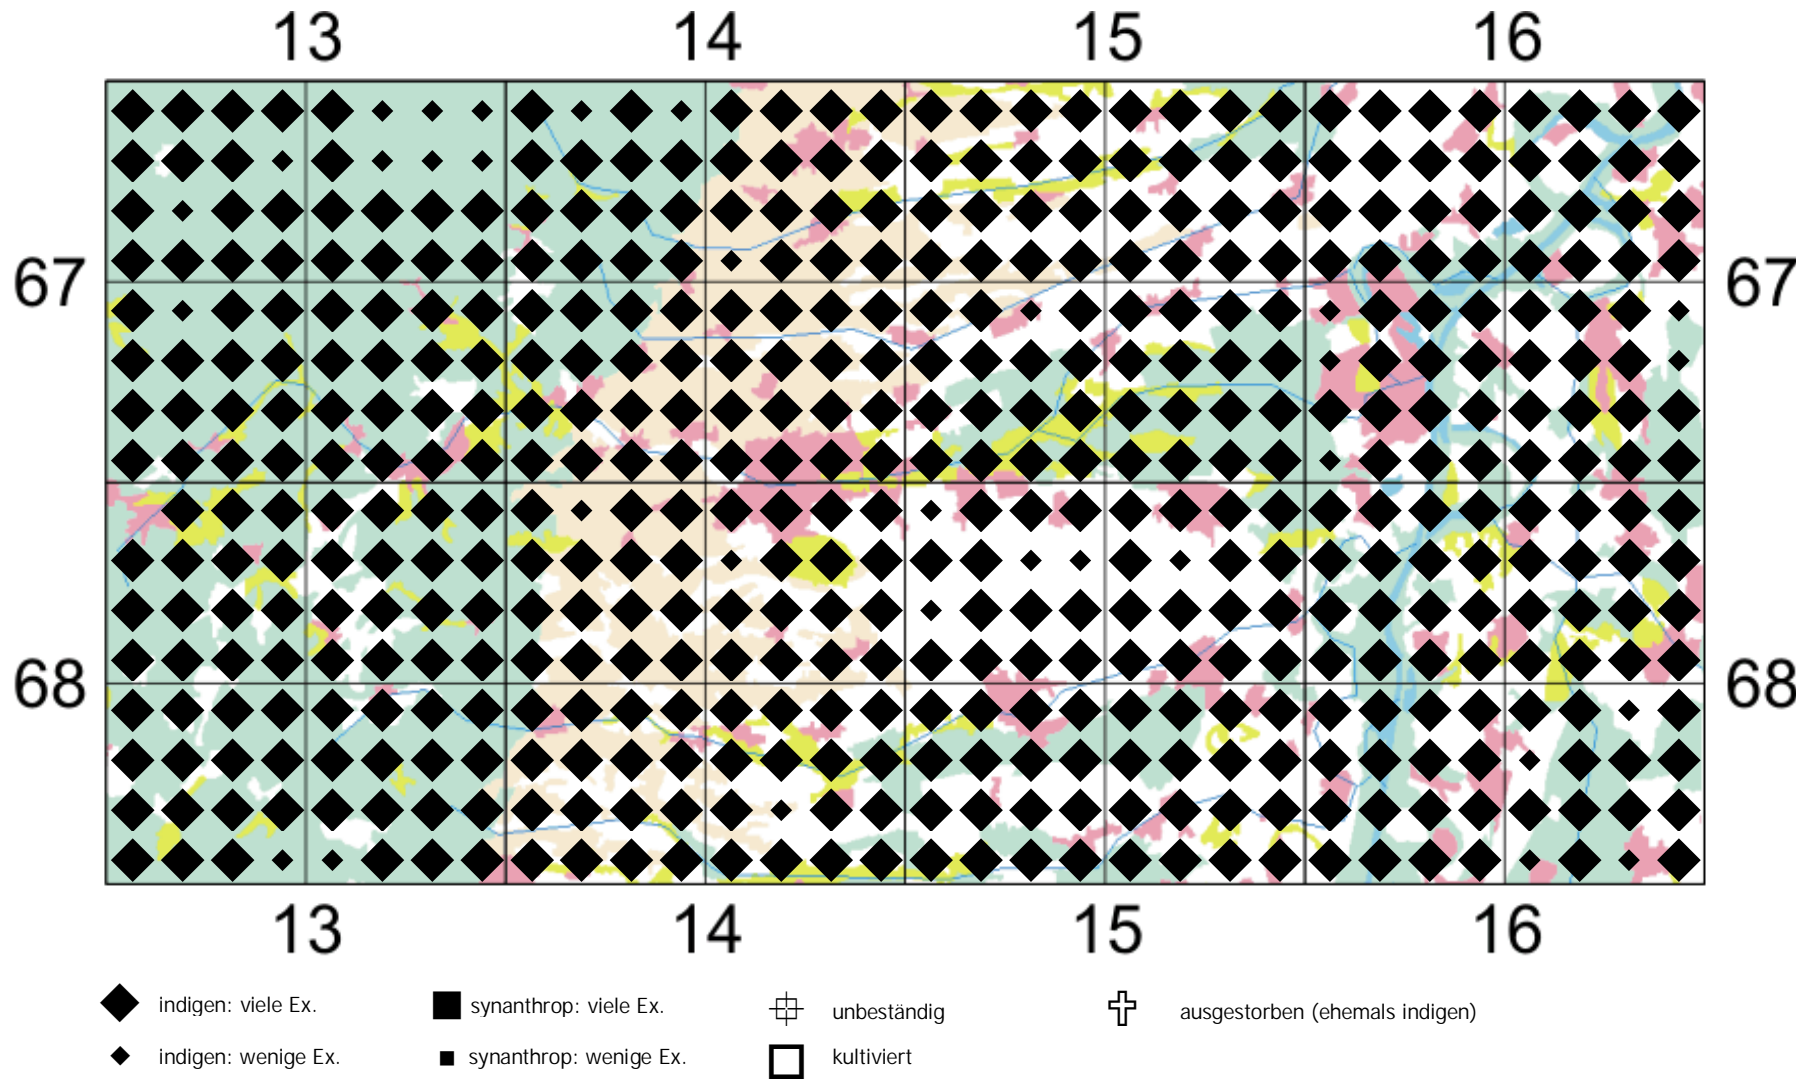 13 14 15 16
67 67
68 68
13 14 15 16
indigen: viele Ex. synanthrop: viele Ex. unbeständig ausgestorben (ehemals indigen)
indigen: wenige Ex. synanthrop: wenige Ex. kultiviert